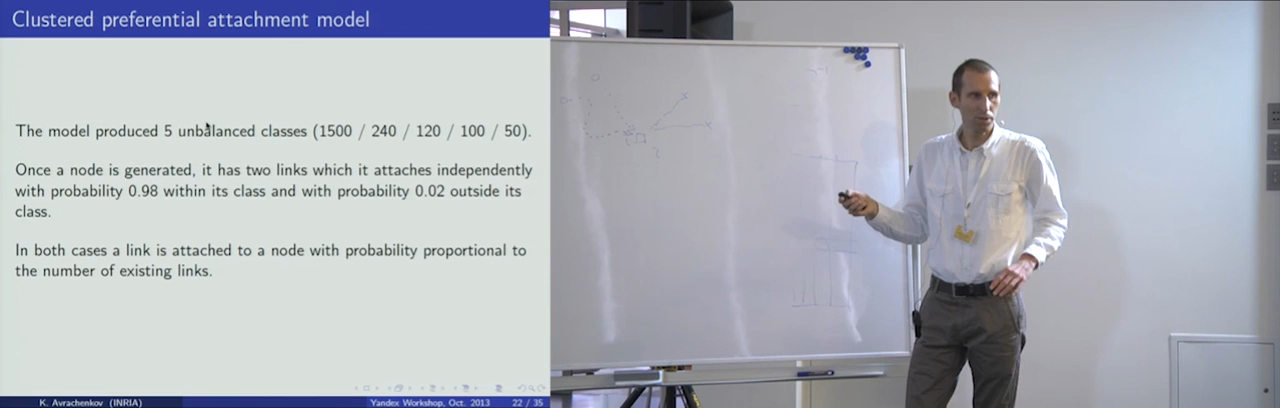 Clustered preferential attachment model
The model produced 5 unbalanced classes (1500 / 240 / 120 / 100 / 50).
Once a node is generated, it has two links which it attaches independently
with probability 0.98 within its class and with probability 0.02 outside its
class.
In both cases a link is attached to a node with probability proportional to
the number of existing links.
K. Avrachenkov (INRIA)
Yandex Workshop, Oct. 2013
22 / 35